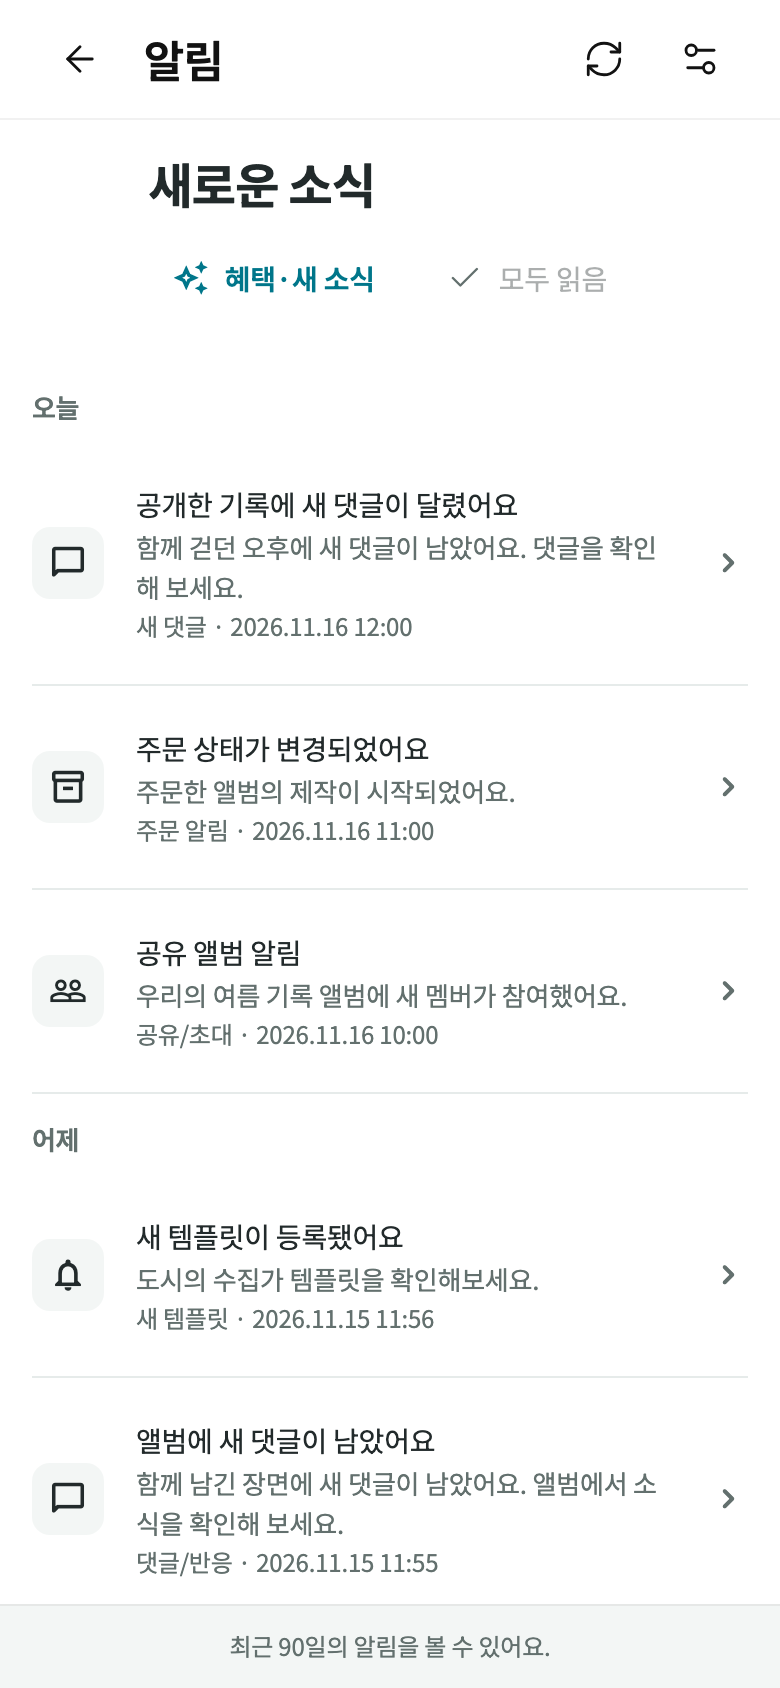 알림
새로운 소식
혜택·새 소식
모두 읽음
오늘
공개한 기록에 새 댓글이 달렸어요
함께 걷던 오후에 새 댓글이 남았어요. 댓글을 확인
해 보세요.
새 댓글 · 2026.11.16 12:00
주문 상태가 변경되었어요
주문한 앨범의 제작이 시작되었어요.
주문 알림 · 2026.11.16 11:00
공유 앨범 알림
우리의 여름 기록 앨범에 새 멤버가 참여했어요.
공유/초대 · 2026.11.16 10:00
어제
새 템플릿이 등록됐어요
도시의 수집가 템플릿을 확인해보세요.
새 템플릿 · 2026.11.15 11:56
앨범에 새 댓글이 남았어요
함께 남긴 장면에 새 댓글이 남았어요. 앨범에서 소
식을 확인해 보세요.
댓글/반응 · 2026.11.15 11:55
최근 90일의 알림을 볼 수 있어요.